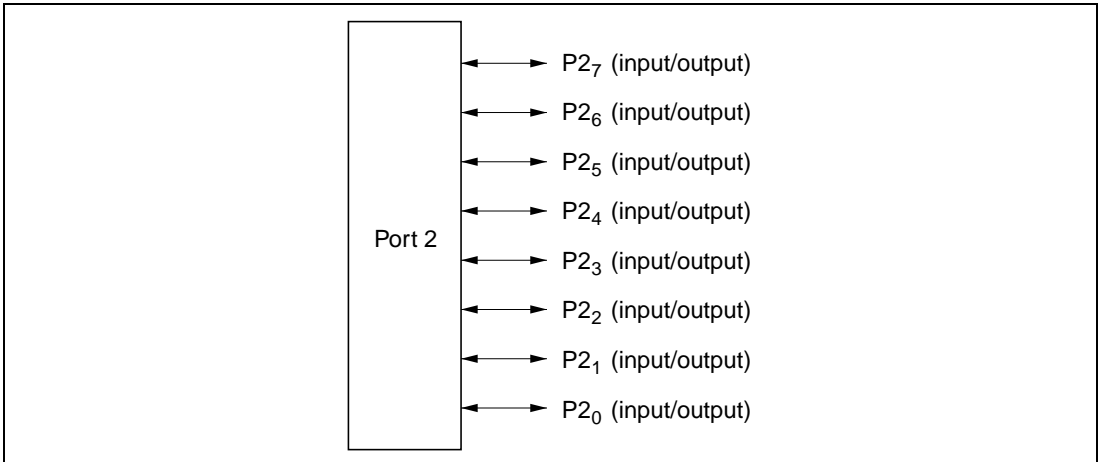 P2₇ (input/output)
P2₆ (input/output)
P2₅ (input/output)
P2₄ (input/output)
Port 2
P2₃ (input/output)
P2₂ (input/output)
P2₁ (input/output)
P2₀ (input/output)